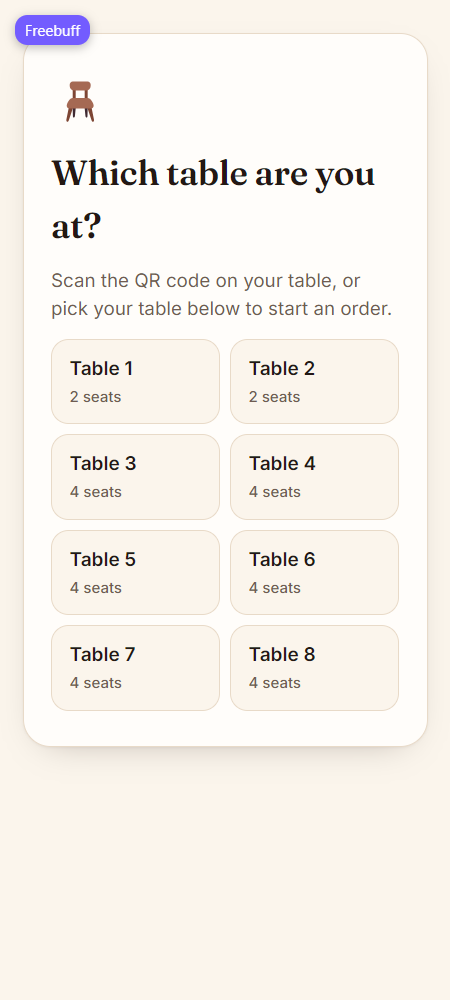 Freebuff
Which table are you
at?
Scan the QR code on your table, or
pick your table below to start an order.
Table 1
2 seats
Table 2
2 seats
Table 3
4 seats
Table 4
4 seats
Table 5
4 seats
Table 6
4 seats
Table 7
4 seats
Table 8
4 seats